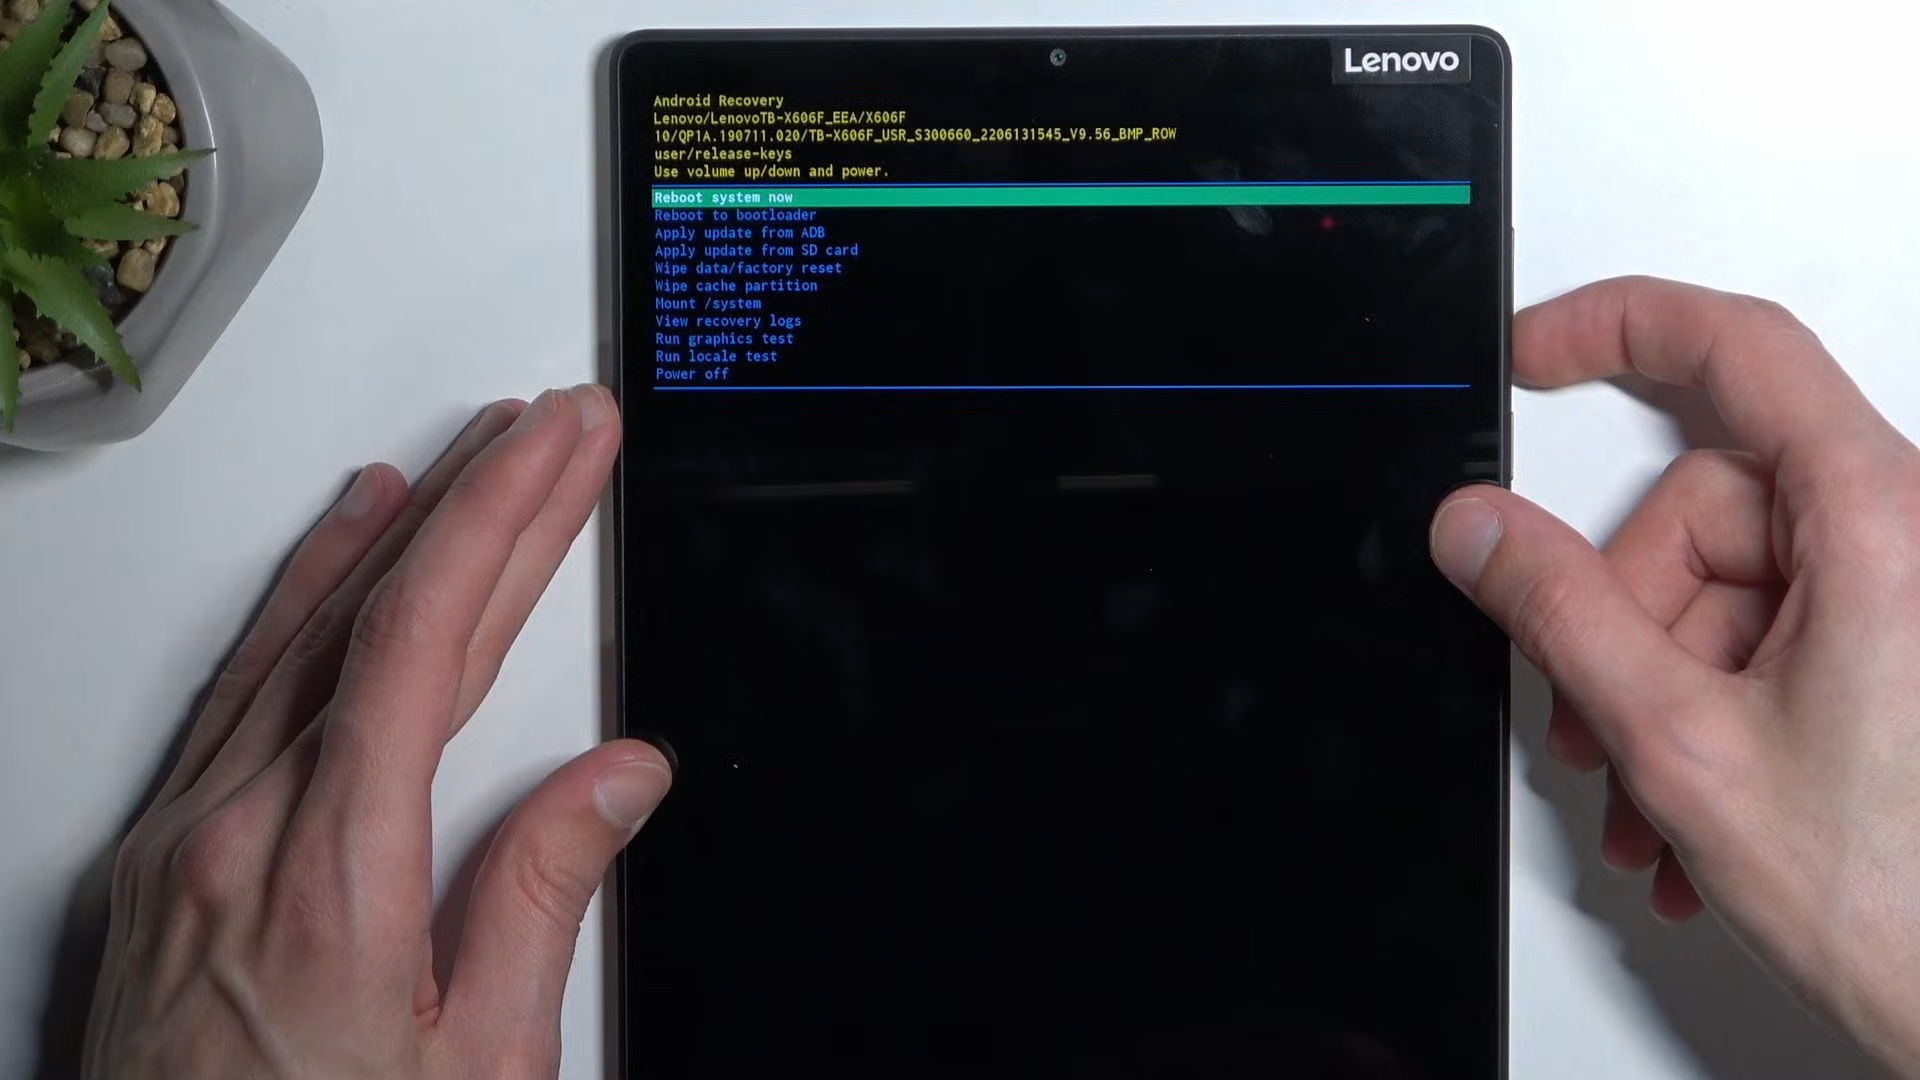 Lenovo
Android Recovery
Lenovo/LenovoTB-X606F_EEA/X606F
10/QP1A.190711.020/TB-X606F_USR_S300660_2206131545_V9.56_BMP_ROW
user/release-keys
Use volume up/down and power.
Reboot system now
Reboot to bootloader
Apply update from ADB
Apply update from SD card
Wipe data/factory reset
Wipe cache partition
Mount /system
View recovery logs
Run graphics test
Run locale test
Power off